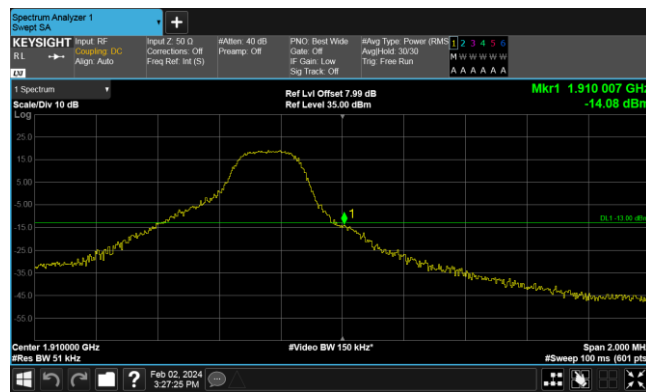 Spectrum Analyzer 1
Swept SA
+
KEYSIGHT
RL
LXI
Input: RF
Coupling: DC
Align: Auto
Input Z: 50 Ω
Corrections: Off
Freq Ref: Int (S)
#Atten: 40 dB
Preamp: Off
PNO: Best Wide
Gate: Off
IF Gain: Low
Sig Track: Off
#Avg Type: Power (RMS
Avg|Hold: 30/30
Trig: Free Run
1 2 3 4 5 6
M W W W W W
A A A A A A
1 Spectrum
Scale/Div 10 dB
Log
Ref Lvl Offset 7.99 dB
Ref Level 35.00 dBm
Mkr1 1.910 007 GHz
-14.08 dBm
25.0
15.0
5.00
-5.00
1
DL1 -13.00 dBm
-15.0
-25.0
-35.0
-45.0
-55.0
Center 1.910000 GHz
#Video BW 150 kHz*
Span 2.000 MHz
#Res BW 51 kHz
#Sweep 100 ms (601 pts
?
Feb 02, 2024
3:27:25 PM